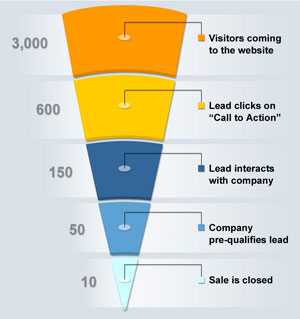 3,000
Visitors coming
to the website
600
Lead clicks on
“Call to Action”
150
Lead interacts
with company
50
Company
pre-qualifies lead
10
Sale is closed